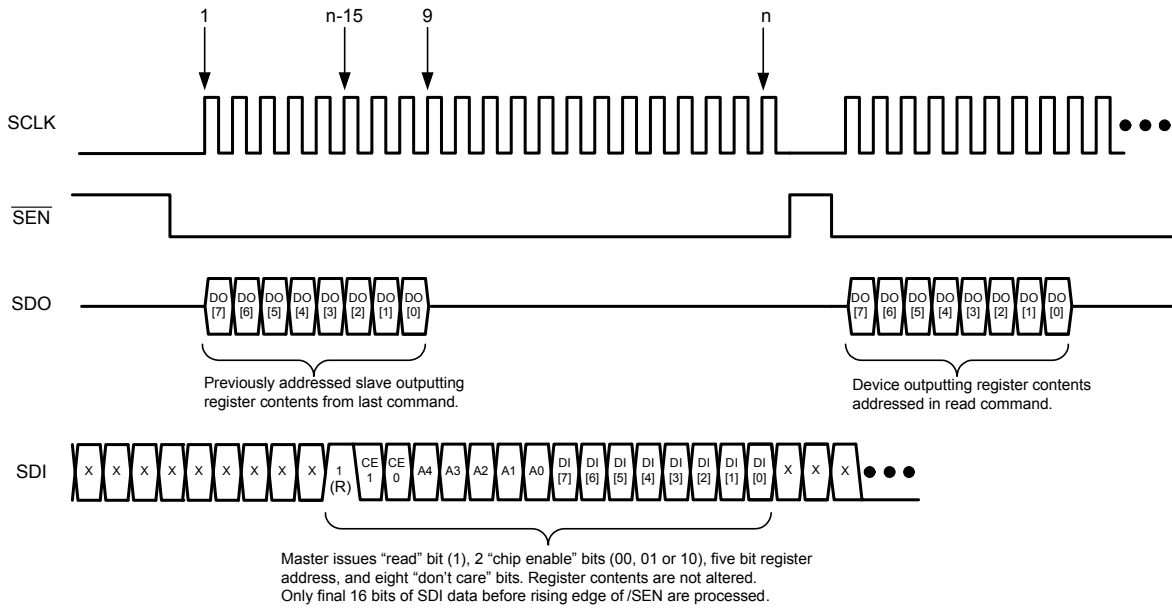 1 n-15 9 n
SCLK
SEN
SDO
DO DO DO DO DO DO DO DO DO DO DO DO DO DO DO DO
[7] [6] [5] [4] [3] [2] [1] [0] [7] [6] [5] [4] [3] [2] [1] [0]
Previously addressed slave outputting
register contents from last command.
Device outputting register contents
addressed in read command.
SDI
X X X X X X X X X 1 CE CE A4 A3 A2 A1 A0 DI DI DI DI DI DI DI DI X X X
(R) 1 0 [7] [6] [5] [4] [3] [2] [1] [0]
Master issues “read” bit (1), 2 “chip enable” bits (00, 01 or 10), five bit register
address, and eight “don’t care” bits. Register contents are not altered.
Only final 16 bits of SDI data before rising edge of /SEN are processed.